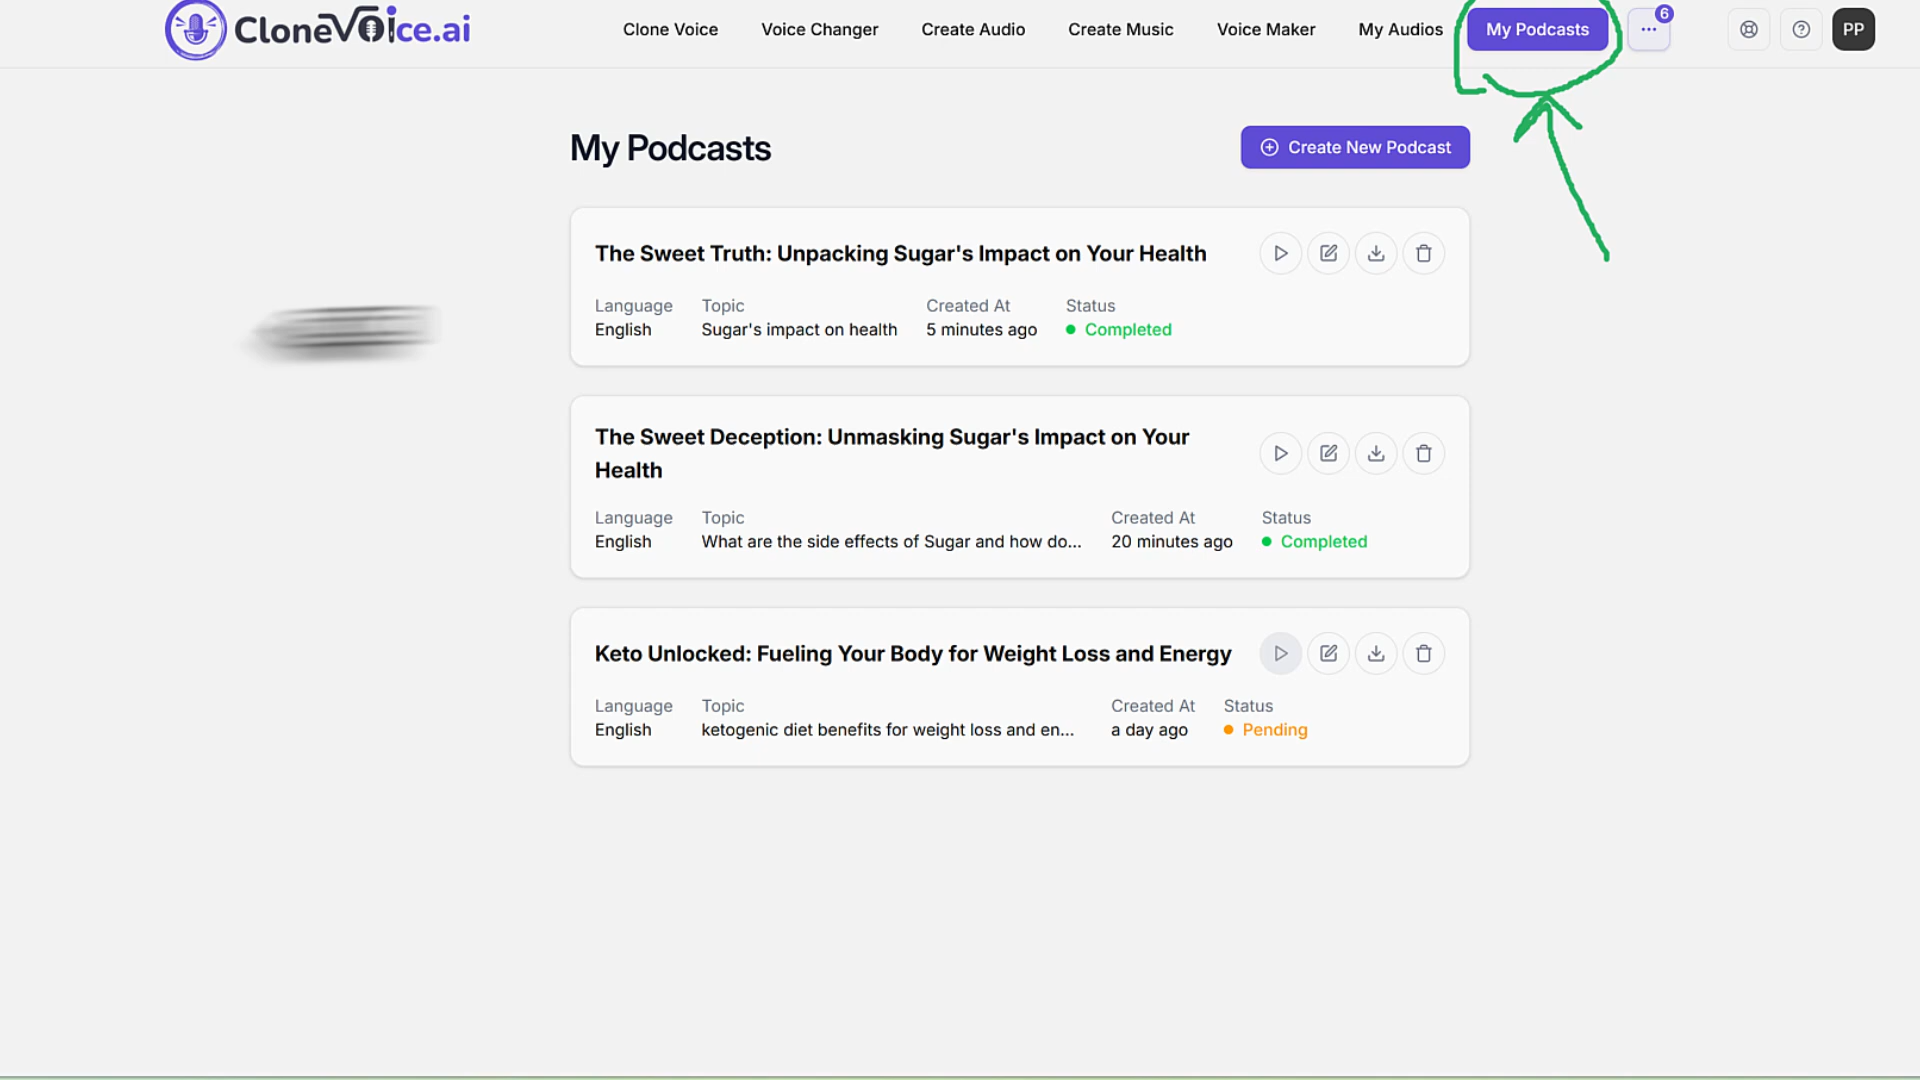 CloneVoice.ai
Clone Voice
Voice Changer
Create Audio
Create Music
Voice Maker
My Audios
My Podcasts
6
PP
My Podcasts
Create New Podcast
The Sweet Truth: Unpacking Sugar's Impact on Your Health
Language Topic Created At Status
English Sugar's impact on health 5 minutes ago Completed
The Sweet Deception: Unmasking Sugar's Impact on Your
Health
Language Topic Created At Status
English What are the side effects of Sugar and how do... 20 minutes ago Completed
Keto Unlocked: Fueling Your Body for Weight Loss and Energy
Language Topic Created At Status
English ketogenic diet benefits for weight loss and en... a day ago Pending